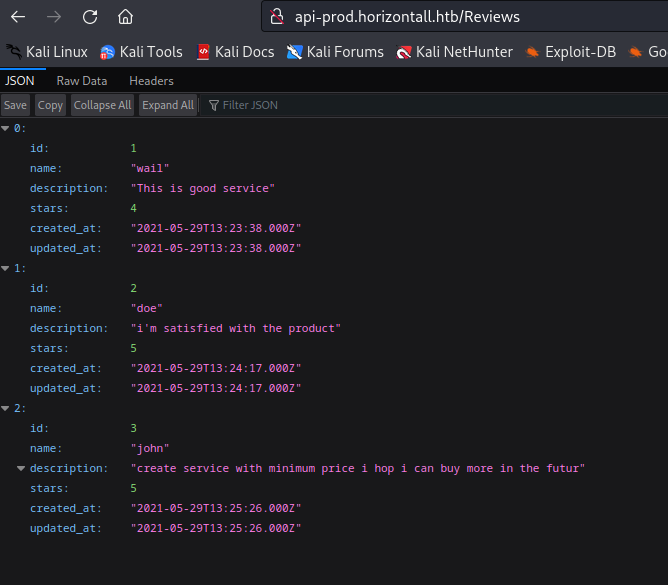 api-prod.horizontall.htb/Reviews
Kali Linux Kali Tools Kali Docs Kali Forums Kali NetHunter Exploit-DB Go
JSON Raw Data Headers
Save Copy Collapse All Expand All Filter JSON
0:
id: 1
name: "wail"
description: "This is good service"
stars: 4
created_at: "2021-05-29T13:23:38.000Z"
updated_at: "2021-05-29T13:23:38.000Z"
1:
id: 2
name: "doe"
description: "i'm satisfied with the product"
stars: 5
created_at: "2021-05-29T13:24:17.000Z"
updated_at: "2021-05-29T13:24:17.000Z"
2:
id: 3
name: "john"
description: "create service with minimum price i hop i can buy more in the futur"
stars: 5
created_at: "2021-05-29T13:25:26.000Z"
updated_at: "2021-05-29T13:25:26.000Z"